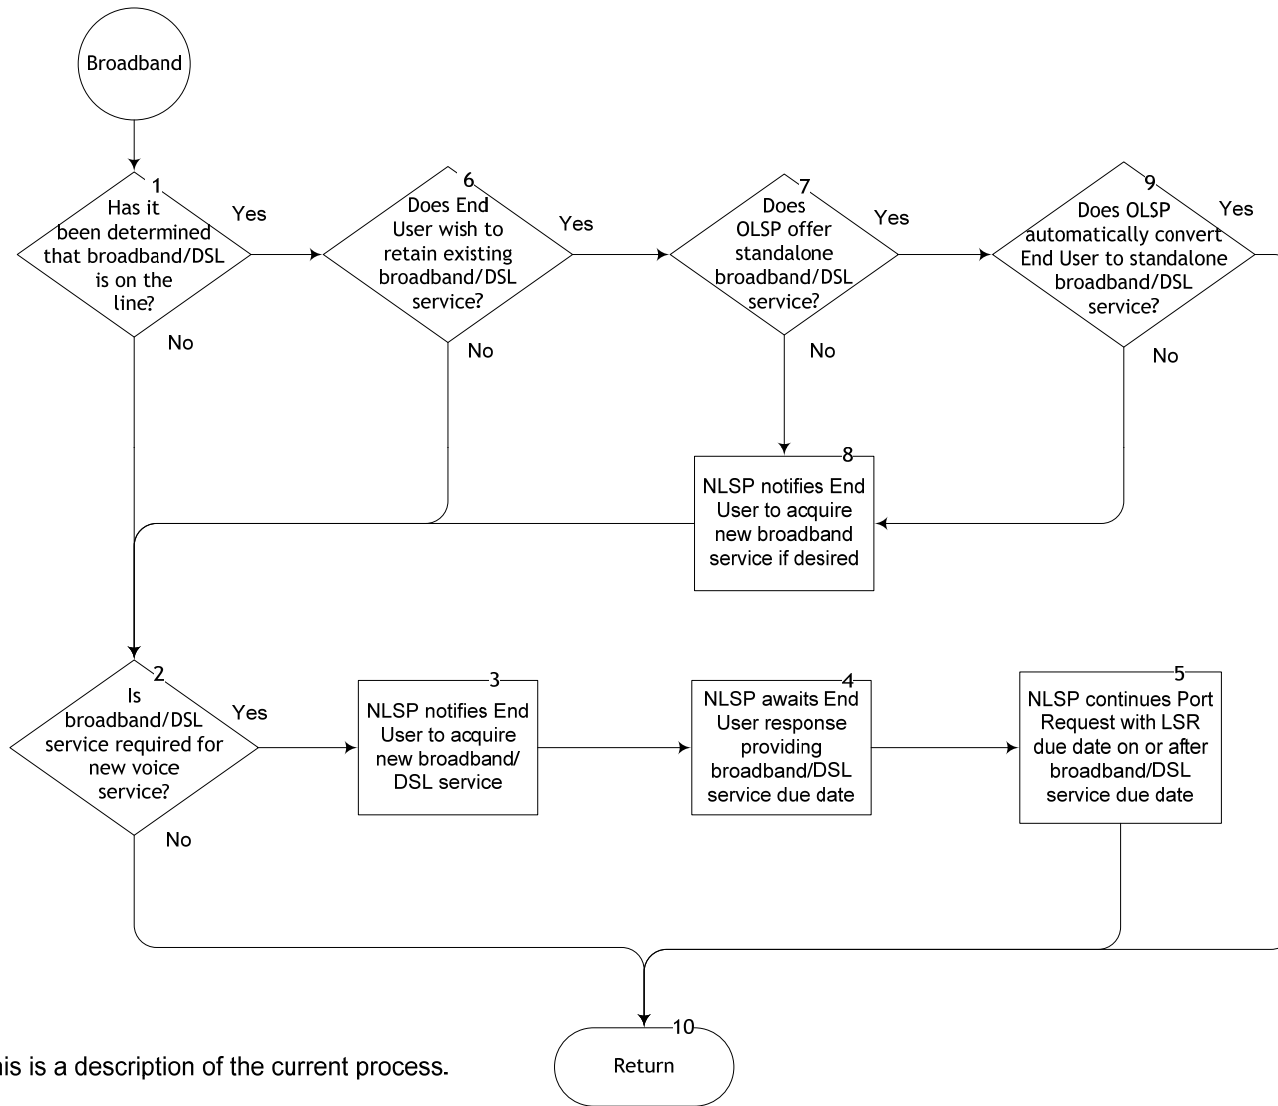 Broadband
1
Has it
been determined
that broadband/DSL
is on the
line?
Yes
No
6
Does End
User wish to
retain existing
broadband/DSL
service?
Yes
No
7
Does
OLSP offer
standalone
broadband/DSL
service?
Yes
No
9
Does OLSP
automatically convert
End User to standalone
broadband/DSL
service?
Yes
No
8
NLSP notifies End
User to acquire
new broadband
service if desired
2
Is
broadband/DSL
service required for
new voice
service?
Yes
No
3
NLSP notifies End
User to acquire
new broadband/
DSL service
4
NLSP awaits End
User response
providing
broadband/DSL
service due date
5
NLSP continues Port
Request with LSR
due date on or after
broadband/DSL
service due date
10
Return
his is a description of the current process.